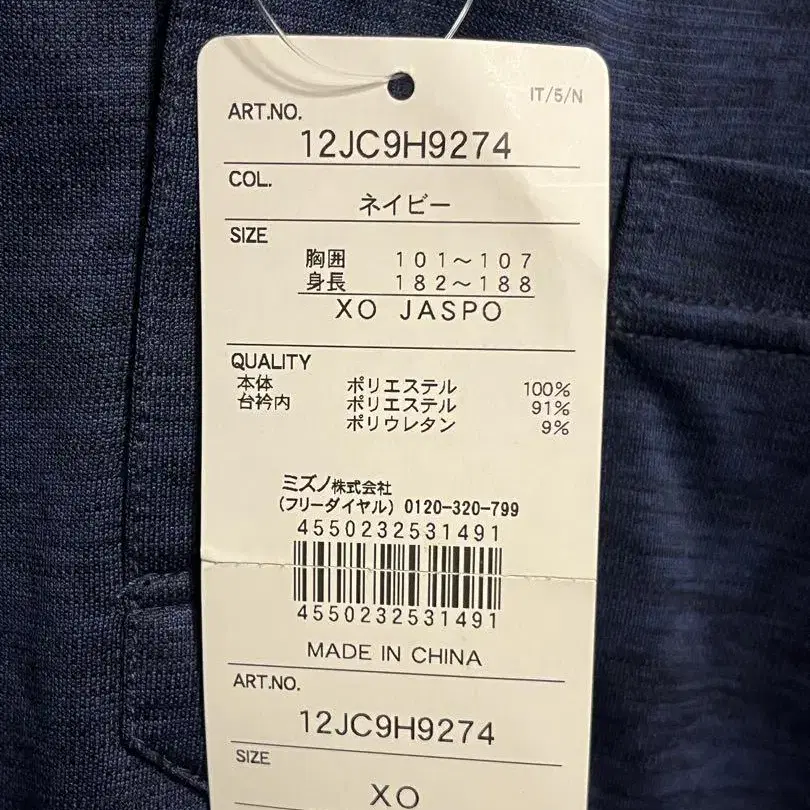 IT/5/N
ART.NO.
12JC9H9274
COL.
ネイビー
SIZE
胸囲 101～107
身長 182～188
XO JASPO
QUALITY
本体 ポリエステル 100%
台衿内 ポリエステル 91%
ポリウレタン 9%
ミズノ株式会社
(フリーダイヤル) 0120-320-799
4550232531491
4550232531491
MADE IN CHINA
ART.NO.
12JC9H9274
SIZE
XO